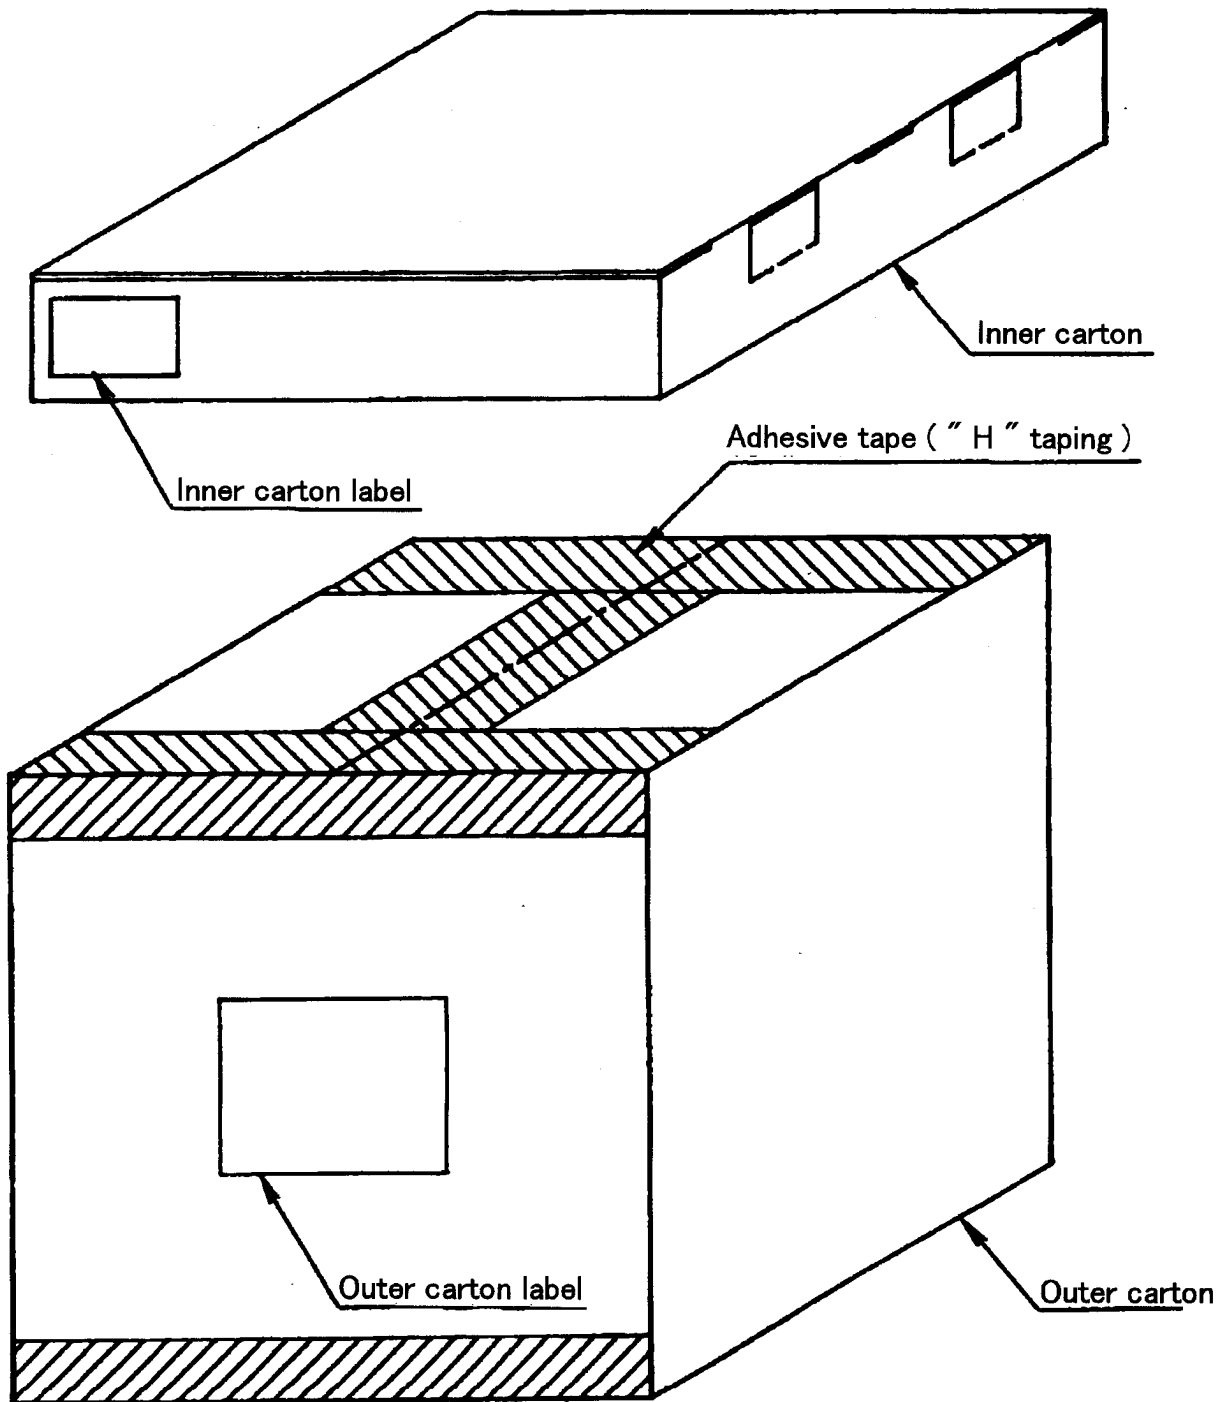 Inner carton
Adhesive tape ( " H " taping )
Inner carton label
Outer carton label
Outer carton